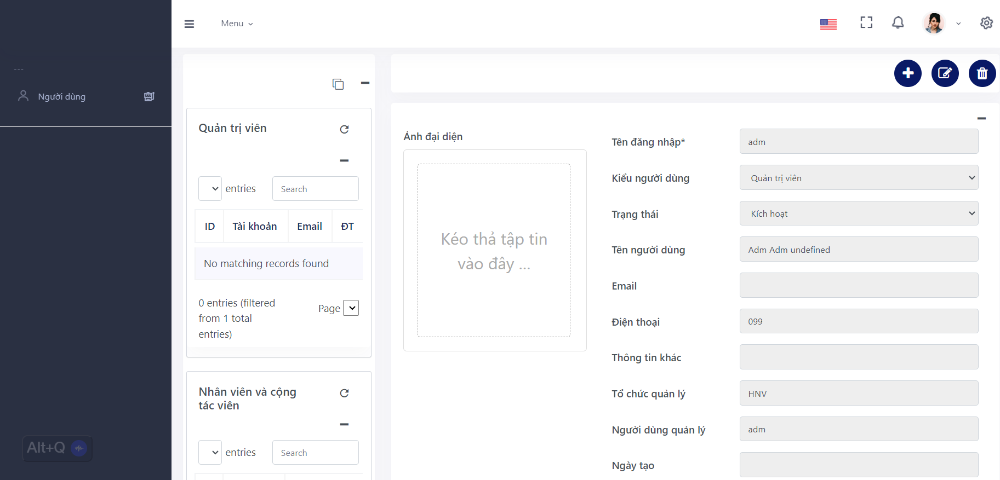 Menu
---
Người dùng
Alt+Q
Quản trị viên
entries
Search
ID Tài khoản Email ĐT
No matching records found
0 entries (filtered
from 1 total
entries)
Page
Nhân viên và cộng
tác viên
entries
Search
Ảnh đại diện
Kéo thả tập tin
vào đây ...
Tên đăng nhập*
adm
Kiểu người dùng
Quản trị viên
Trạng thái
Kích hoạt
Tên người dùng
Adm Adm undefined
Email
Điện thoại
099
Thông tin khác
Tổ chức quản lý
HNV
Người dùng quản lý
adm
Ngày tạo